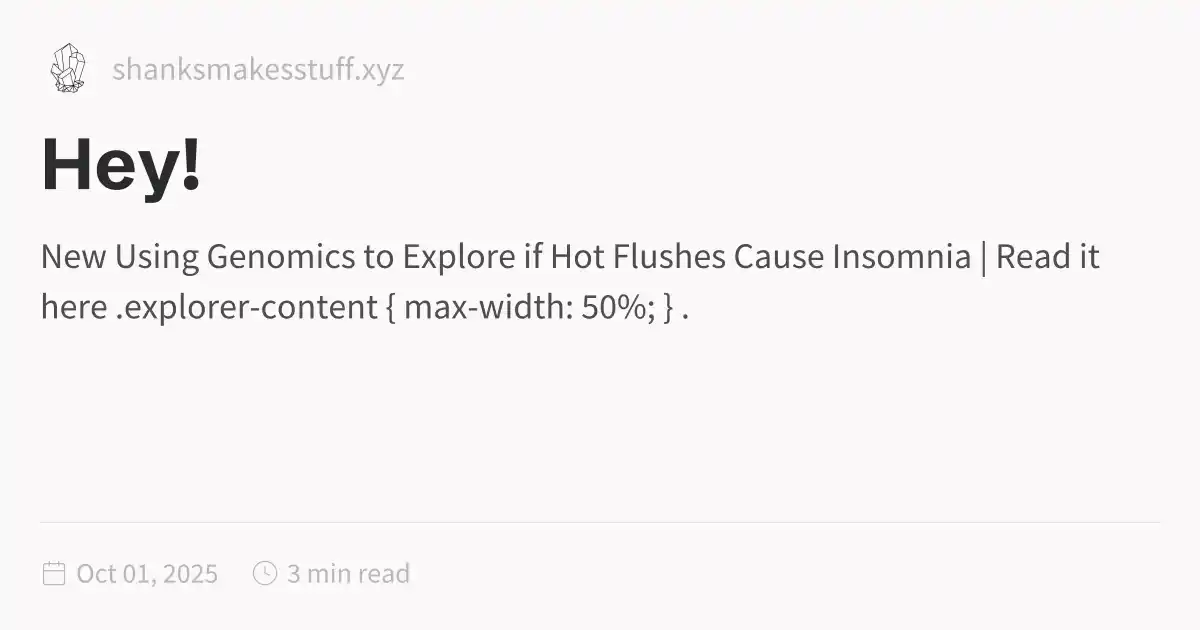 shanksmakesstuff.xyz
Hey!
New Using Genomics to Explore if Hot Flushes Cause Insomnia | Read it
here .explorer-content { max-width: 50%; } .
Oct 01, 2025 3 min read